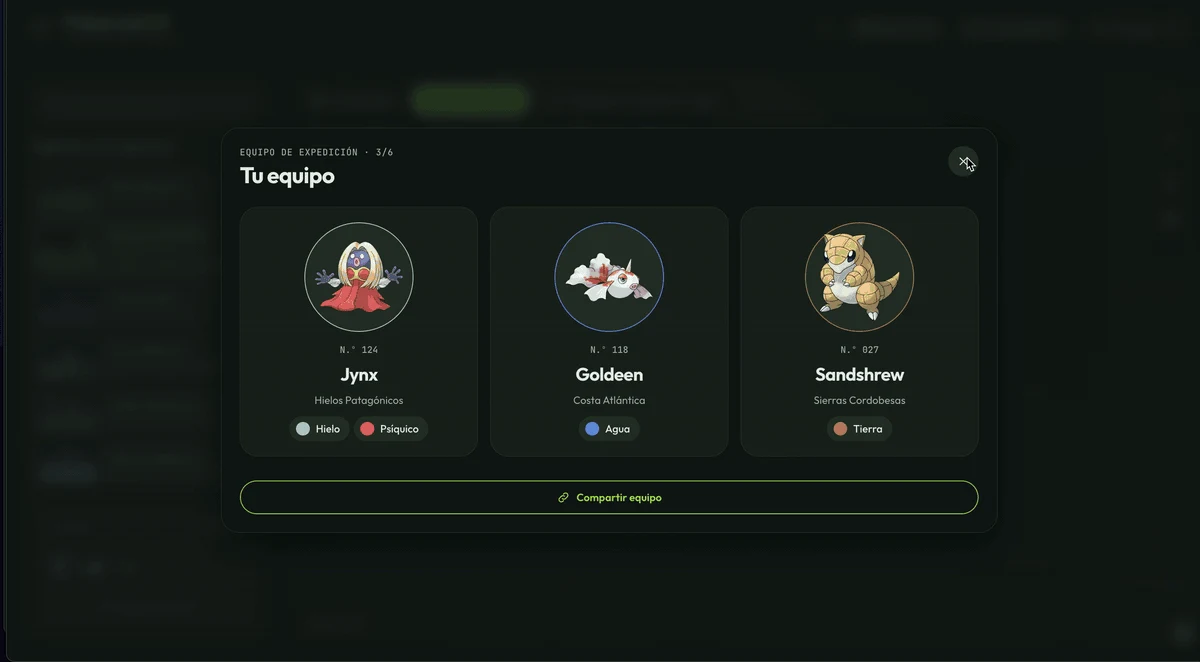 EQUIPO DE EXPEDICIÓN · 3/6
Tu equipo
N.° 124
Jynx
Hielos Patagónicos
Hielo
Psíquico
N.° 118
Goldeen
Costa Atlántica
Agua
N.° 027
Sandshrew
Sierras Cordobesas
Tierra
Compartir equipo